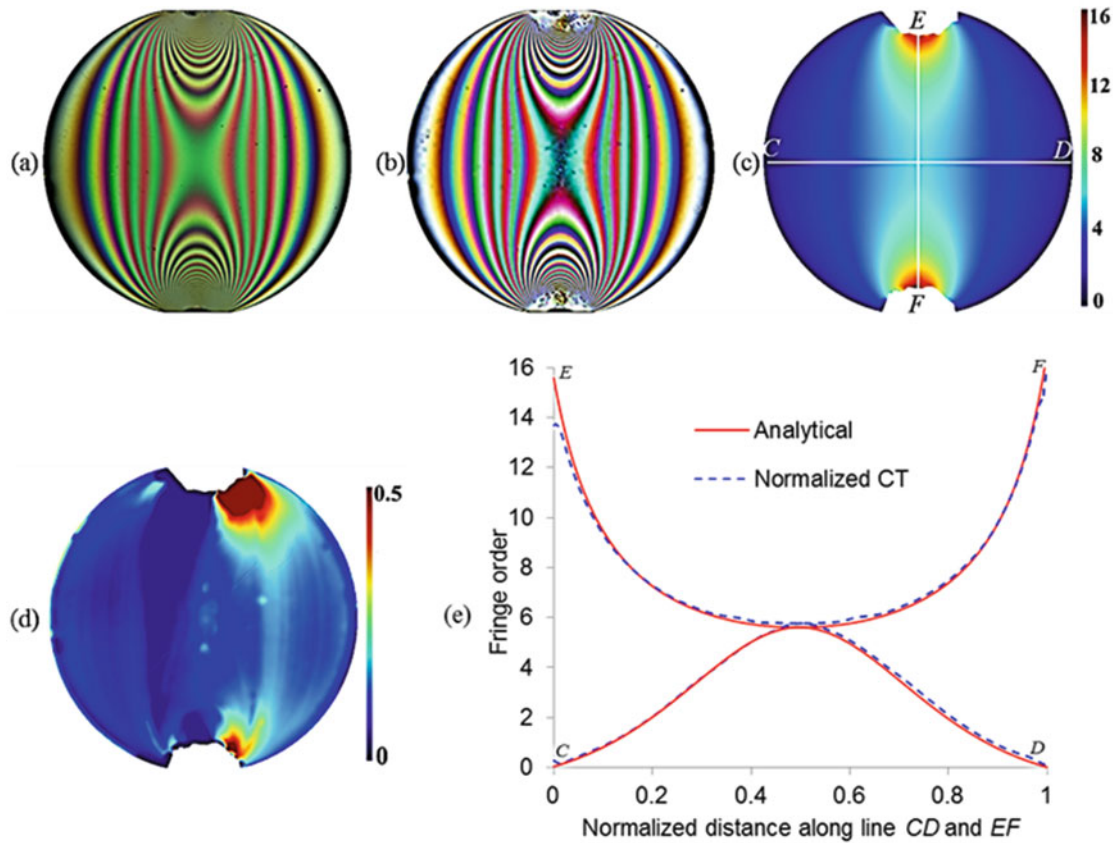 (a)
(b)
(c)
E
C
D
F
16
12
8
4
0
(d)
0.5
0
(e)
Fringe order
16
14
12
10
8
6
4
2
0
E
F
C
D
Analytical
Normalized CT
0
0.2
0.4
0.6
0.8
1
Normalized distance along line CD and EF